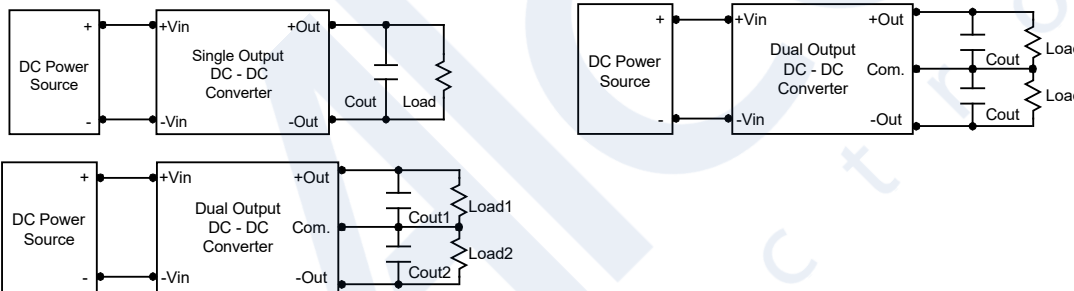 + +Vin +Out
Single Output
DC - DC
Converter
DC Power
Source
Cout Load
- -Vin -Out
+ +Vin +Out
Dual Output
DC - DC
Converter
DC Power
Source
Com.
Cout
Cout
- -Vin -Out
+ +Vin +Out
Dual Output
DC - DC
Converter
DC Power
Source
Com.
Cout1 Load1
Cout2 Load2
- -Vin -Out